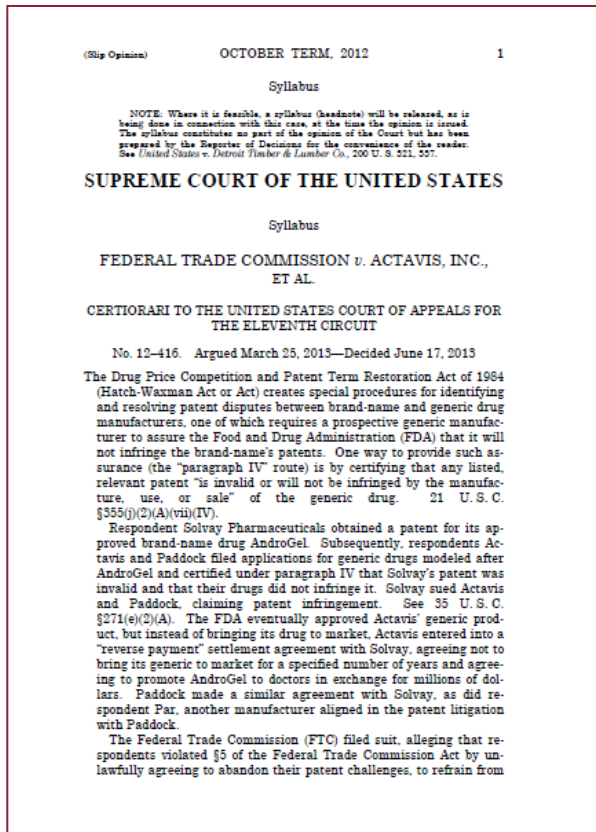 (Slip Opinion) OCTOBER TERM, 2012 1
Syllabus
NOTE: Where it is feasible, a syllabus (headnote) will be released, as is
being done in connection with this case, at the time the opinion is issued.
The syllabus constitutes no part of the opinion of the Court but has been
prepared by the Reporter of Decisions for the convenience of the reader.
See United States v. Detroit Timber & Lumber Co., 200 U. S. 321, 337.
SUPREME COURT OF THE UNITED STATES
Syllabus
FEDERAL TRADE COMMISSION v. ACTAVIS, INC.,
ET AL.
CERTIORARI TO THE UNITED STATES COURT OF APPEALS FOR
THE ELEVENTH CIRCUIT
No. 12–416. Argued March 25, 2013—Decided June 17, 2013
The Drug Price Competition and Patent Term Restoration Act of 1984
(Hatch-Waxman Act or Act) creates special procedures for identifying
and resolving patent disputes between brand-name and generic drug
manufacturers, one of which requires a prospective generic manufac-
turer to assure the Food and Drug Administration (FDA) that it will
not infringe the brand-name's patents. One way to provide such as-
surance (the “paragraph IV” route) is by certifying that any listed,
relevant patent “is invalid or will not be infringed by the manufac-
ture, use, or sale” of the generic drug. 21 U. S. C.
§355(j)(2)(A)(vii)(IV).
Respondent Solvay Pharmaceuticals obtained a patent for its ap-
proved brand-name drug AndroGel. Subsequently, respondents Ac-
tavis and Paddock filed applications for generic drugs modeled after
AndroGel and certified under paragraph IV that Solvay's patent was
invalid and that their drugs did not infringe it. Solvay sued Actavis
and Paddock, claiming patent infringement. See 35 U. S. C.
§271(e)(2)(A). The FDA eventually approved Actavis' generic prod-
uct, but instead of bringing its drug to market, Actavis entered into a
“reverse payment” settlement agreement with Solvay, agreeing not to
bring its generic to market for a specified number of years and agree-
ing to promote AndroGel to doctors in exchange for millions of dol-
lars. Paddock made a similar agreement with Solvay, as did re-
spondent Par, another manufacturer aligned in the patent litigation
with Paddock.
The Federal Trade Commission (FTC) filed suit, alleging that re-
spondents violated §5 of the Federal Trade Commission Act by un-
lawfully agreeing to abandon their patent challenges, to refrain from